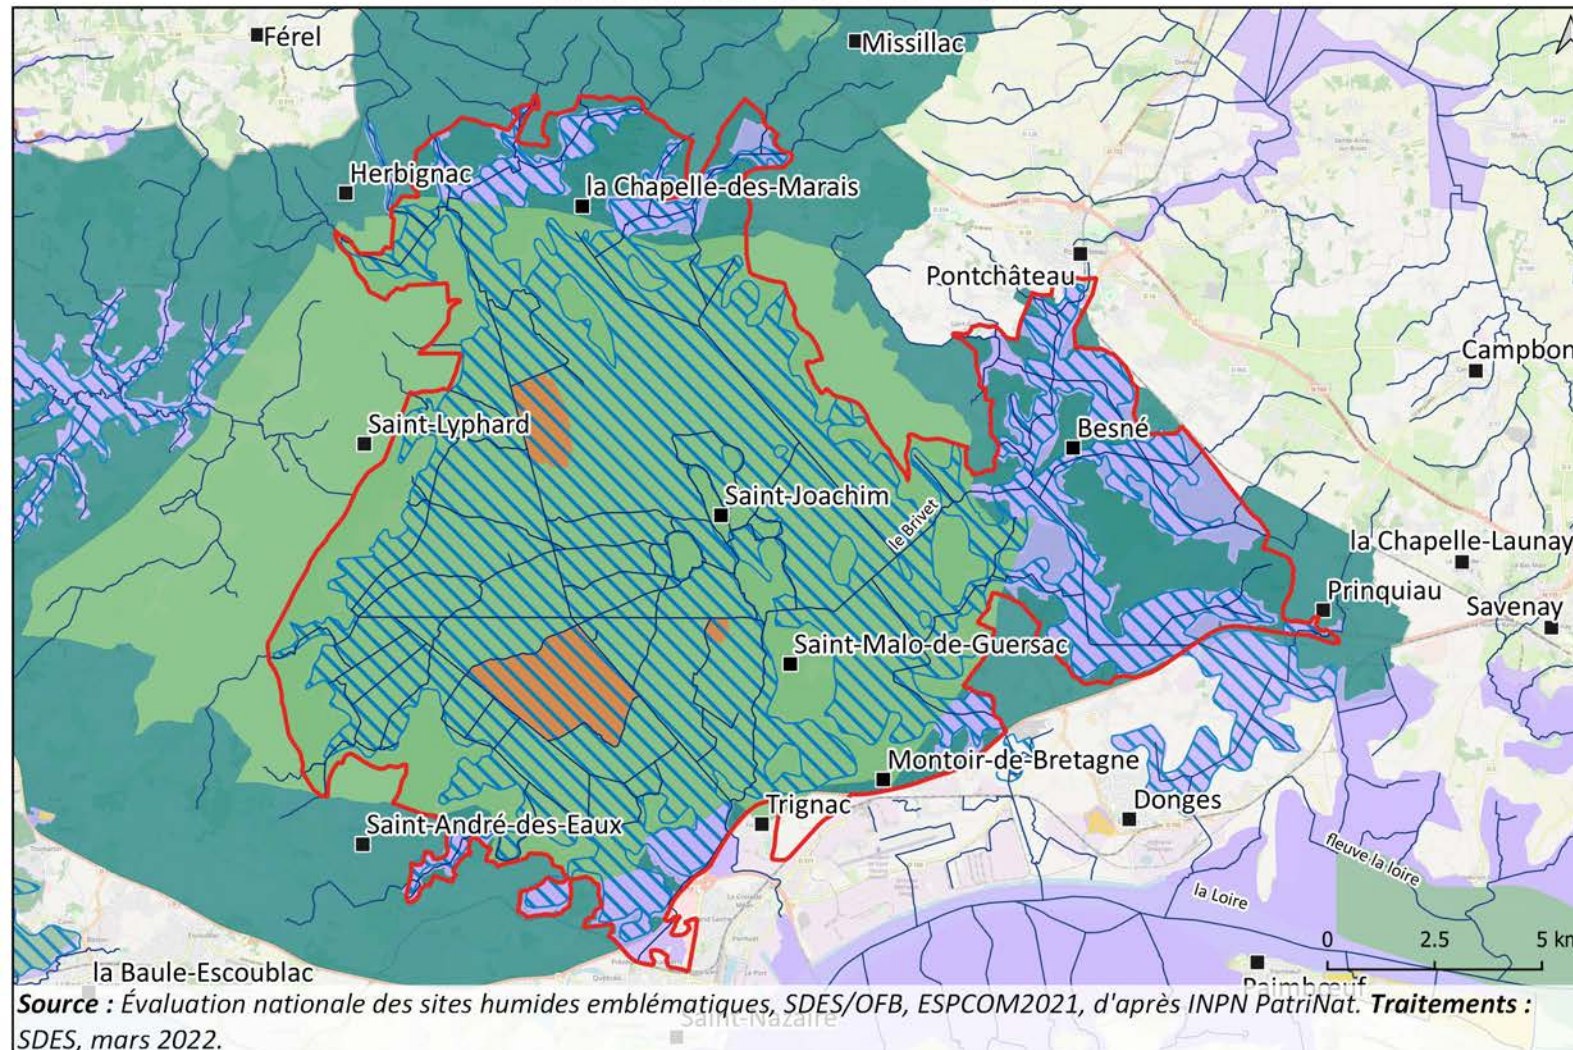 Férel
Missillac
Herbignac
la Chapelle-des-Marais
Pontchâteau
Campbon
Saint-Lyphard
Besné
Saint-Joachim
le Brivet
la Chapelle-Launay
Prinquiau
Savenay
Saint-Malo-de-Guersac
Montoir-de-Bretagne
Trignac
Donges
Saint-André-des-Eaux
fleuve la loire
la Loire
0 2.5 5 km
la Baule-Escoublac
Paimbœuf
Source : Évaluation nationale des sites humides emblématiques, SDES/OFB, ESPCOM2021, d'après INPN PatriNat. Traitements :
Saint-Nazaire
SDES, mars 2022.